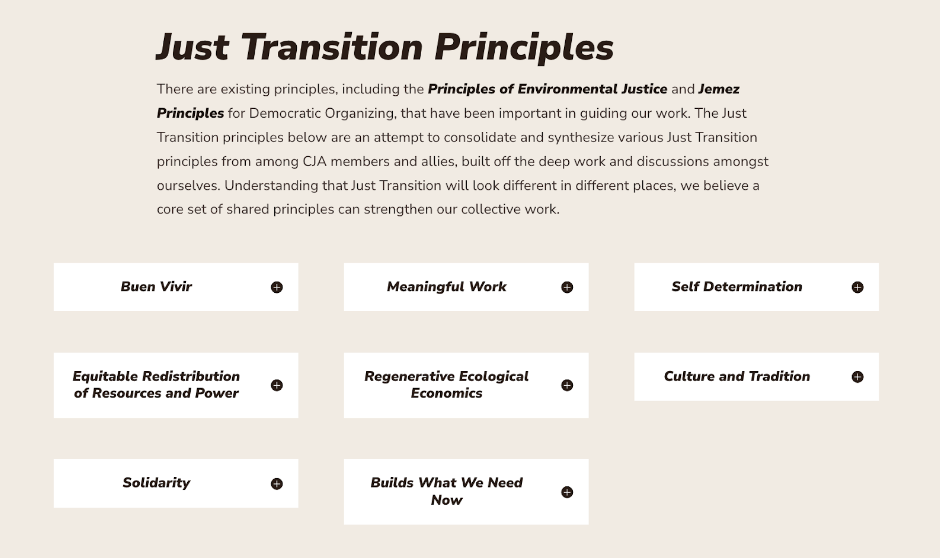 Just Transition Principles
There are existing principles, including the Principles of Environmental Justice and Jemez
Principles for Democratic Organizing, that have been important in guiding our work. The Just
Transition principles below are an attempt to consolidate and synthesize various Just Transition
principles from among CJA members and allies, built off the deep work and discussions amongst
ourselves. Understanding that Just Transition will look different in different places, we believe a
core set of shared principles can strengthen our collective work.
Buen Vivir
Meaningful Work
Self Determination
Equitable Redistribution
of Resources and Power
Regenerative Ecological
Economics
Culture and Tradition
Solidarity
Builds What We Need
Now